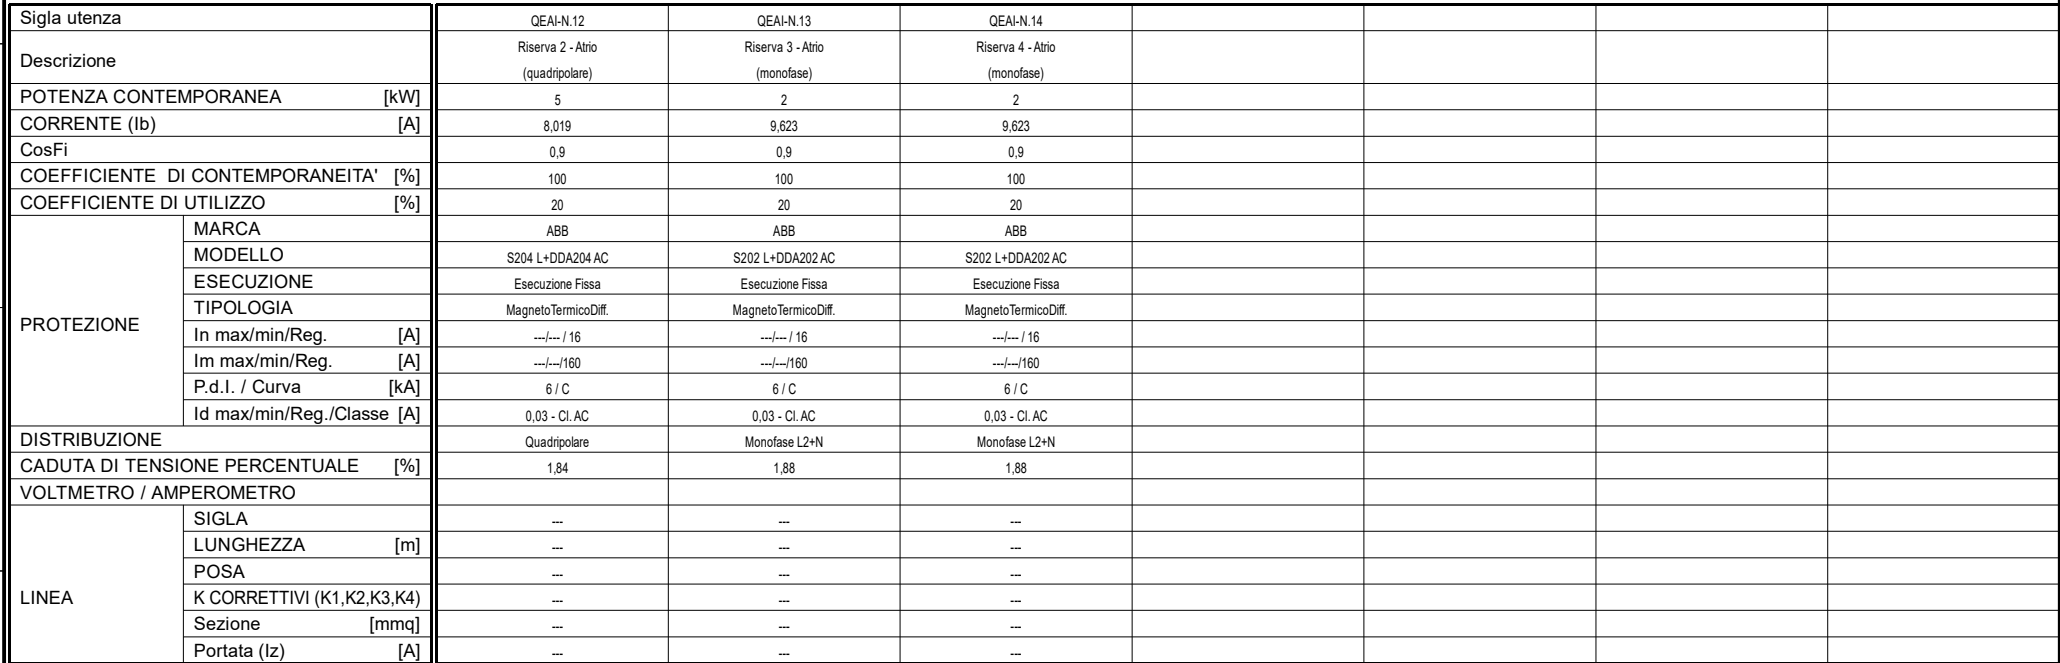 Sigla utenza QEAI-N.12 QEAI-N.13 QEAI-N.14
Descrizione
Riserva 2 - Atrio Riserva 3 - Atrio Riserva 4 - Atrio
(quadripolare) (monofase) (monofase)
POTENZA CONTEMPORANEA [kW] 5 2 2
CORRENTE (Ib) [A] 8,019 9,623 9,623
CosFi 0,9 0,9 0,9
COEFFICIENTE DI CONTEMPORANEITA' [%] 100 100 100
COEFFICIENTE DI UTILIZZO [%] 20 20 20
PROTEZIONE
MARCA ABB ABB ABB
MODELLO S204 L+DDA204 AC S202 L+DDA202 AC S202 L+DDA202 AC
ESECUZIONE Esecuzione Fissa Esecuzione Fissa Esecuzione Fissa
TIPOLOGIA MagnetoTermicoDiff. MagnetoTermicoDiff. MagnetoTermicoDiff.
In max/min/Reg. [A] ---/--- / 16 ---/--- / 16 ---/--- / 16
Im max/min/Reg. [A] ---/---/160 ---/---/160 ---/---/160
P.d.I. / Curva [kA] 6 / C 6 / C 6 / C
Id max/min/Reg./Classe [A] 0,03 - Cl. AC 0,03 - Cl. AC 0,03 - Cl. AC
DISTRIBUZIONE Quadripolare Monofase L2+N Monofase L2+N
CADUTA DI TENSIONE PERCENTUALE [%] 1,84 1,88 1,88
VOLTMETRO / AMPEROMETRO
LINEA
SIGLA --- --- ---
LUNGHEZZA [m] --- --- ---
POSA --- --- ---
K CORRETTIVI (K1,K2,K3,K4) --- --- ---
Sezione [mmq] --- --- ---
Portata (Iz) [A] --- --- ---